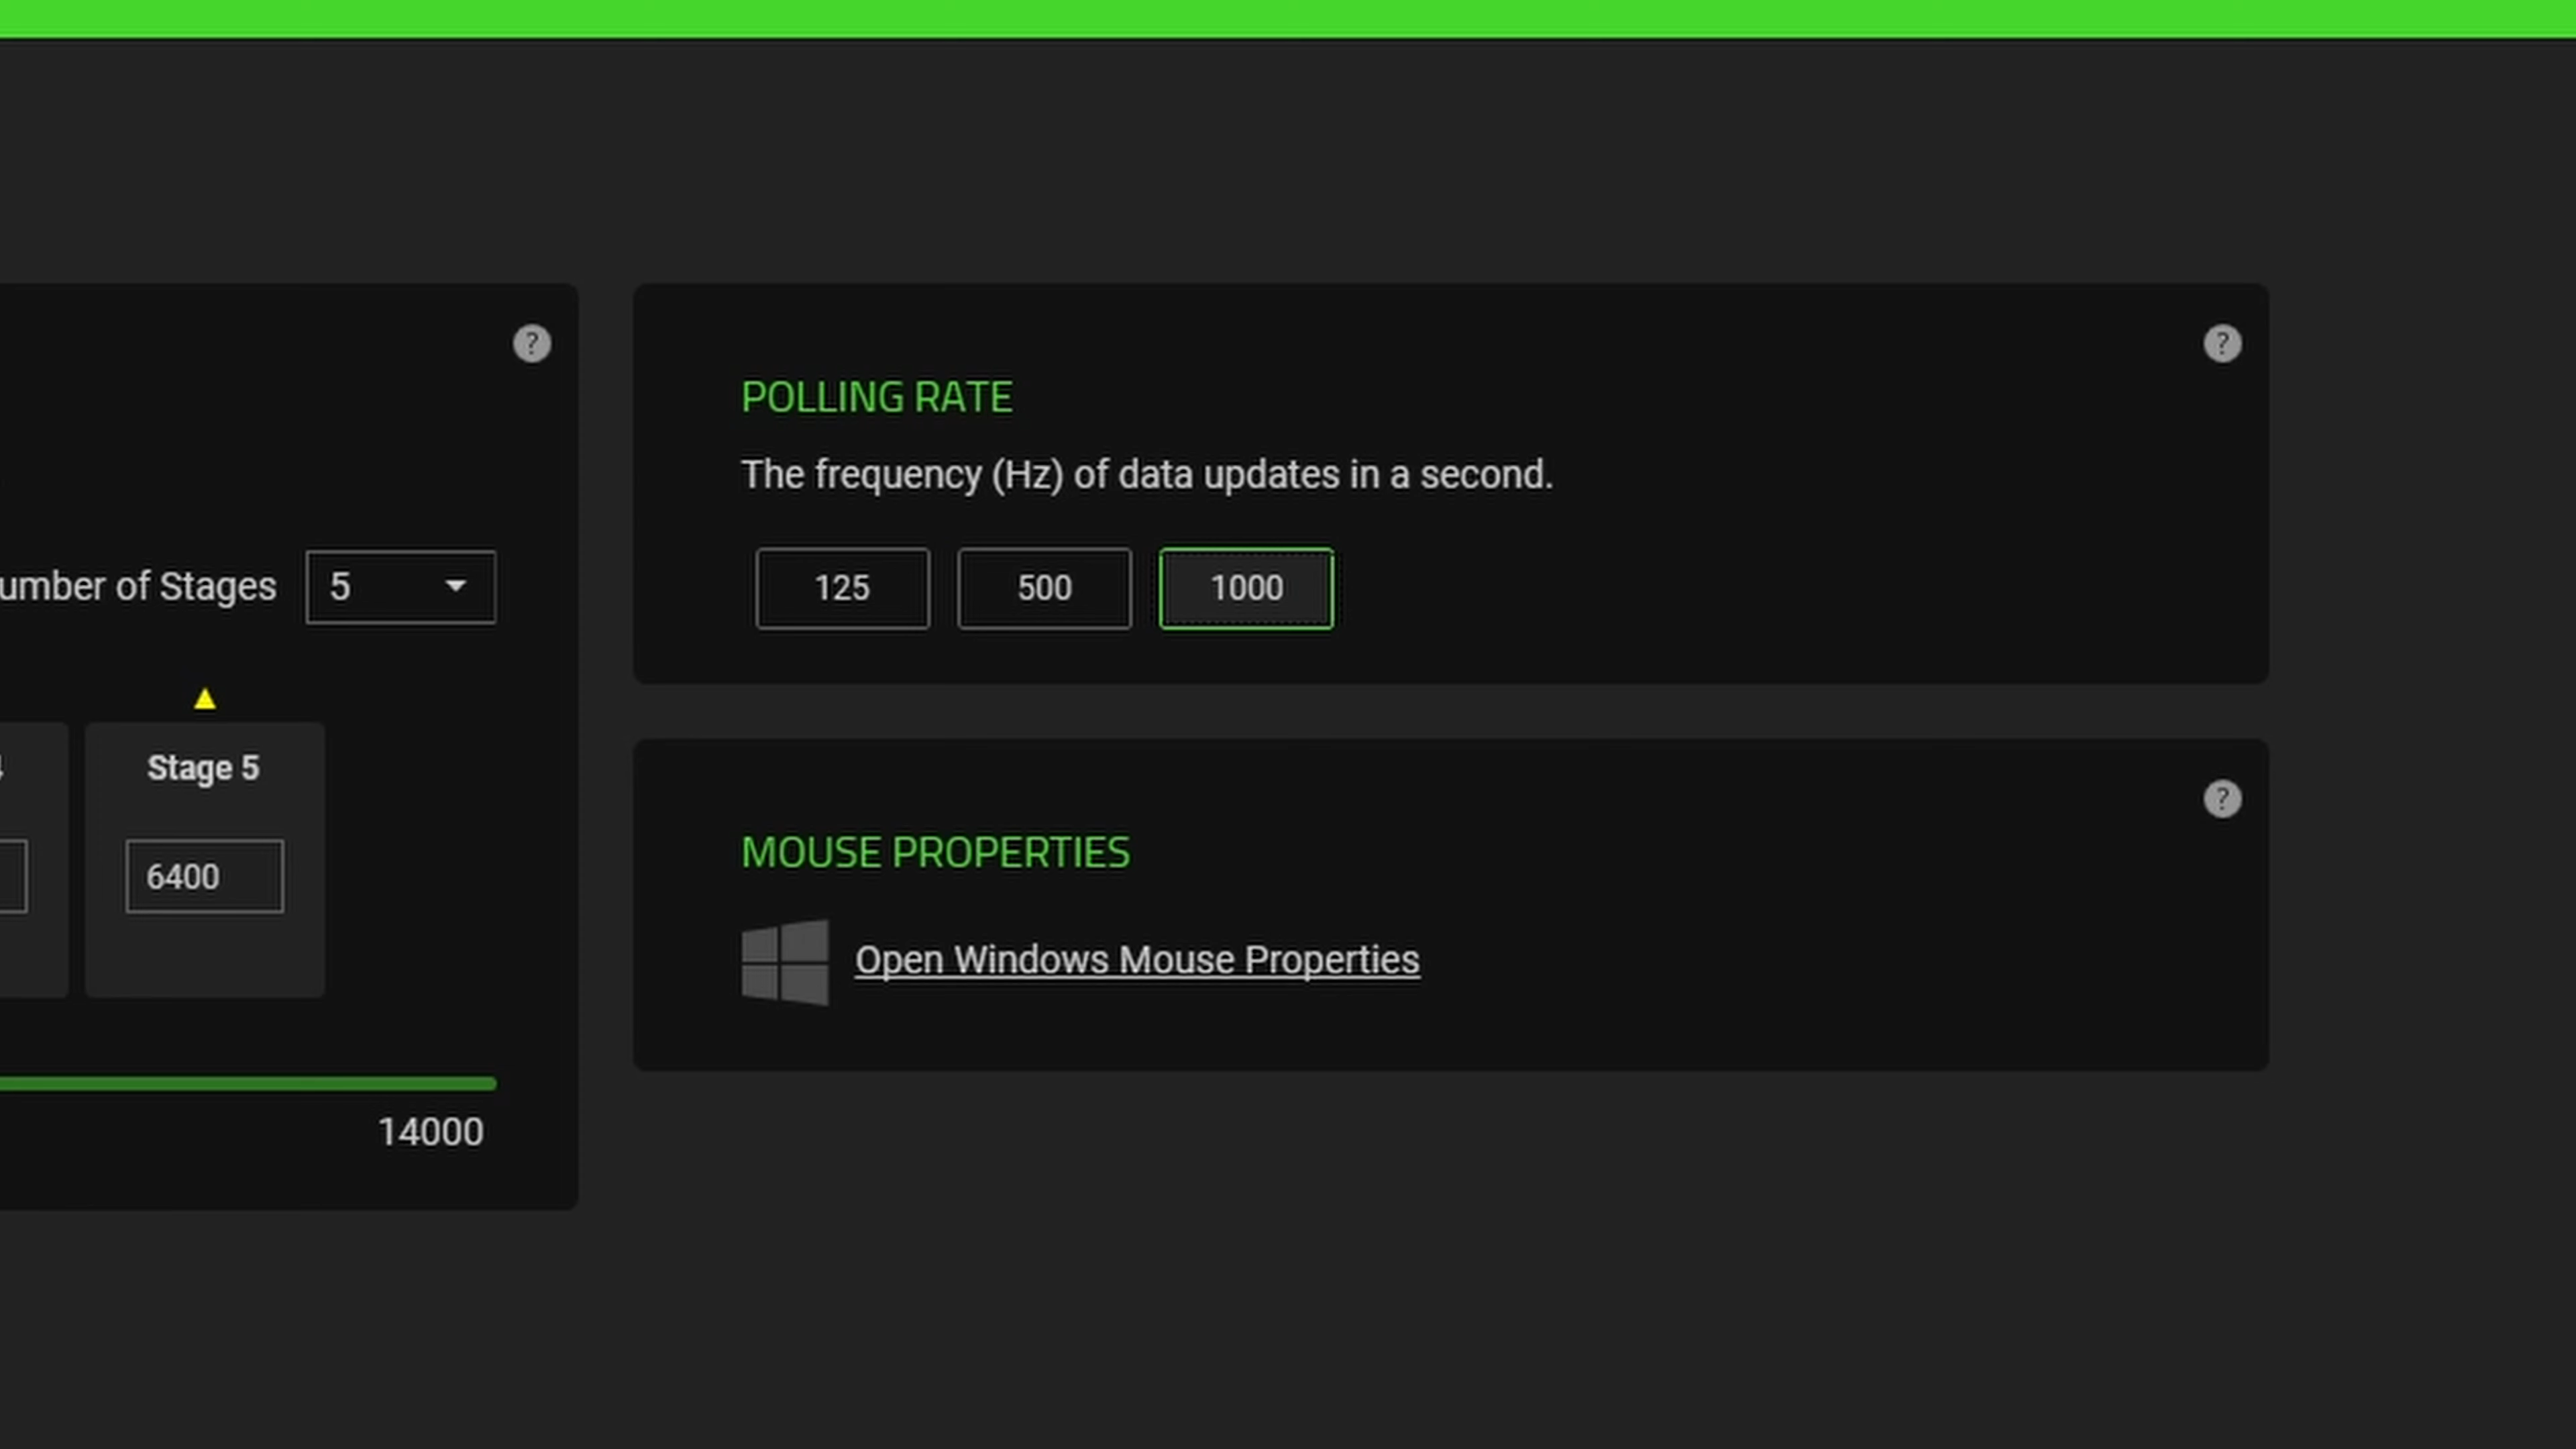 ?
umber of Stages 5
Stage 5
6400
14000
?
POLLING RATE
The frequency (Hz) of data updates in a second.
125 500 1000
?
MOUSE PROPERTIES
Open Windows Mouse Properties